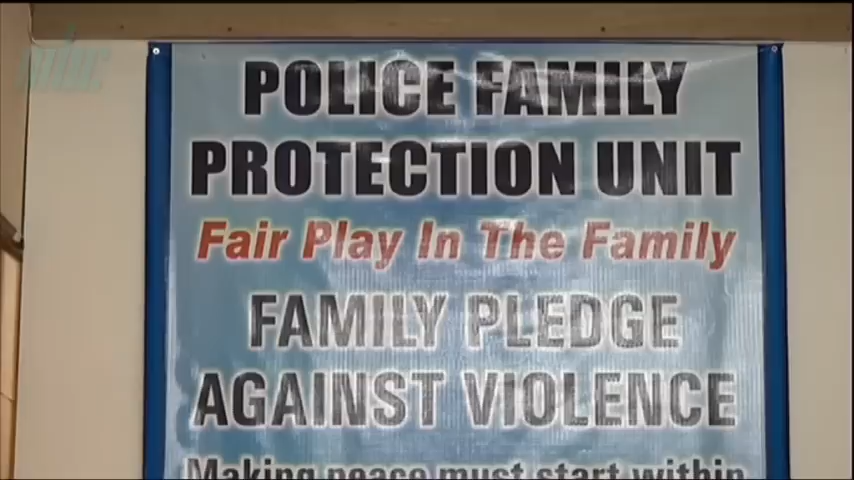 POLICE FAMILY
PROTECTION UNIT
Fair Play In The Family
FAMILY PLEDGE
AGAINST VIOLENCE
Making peace must start within